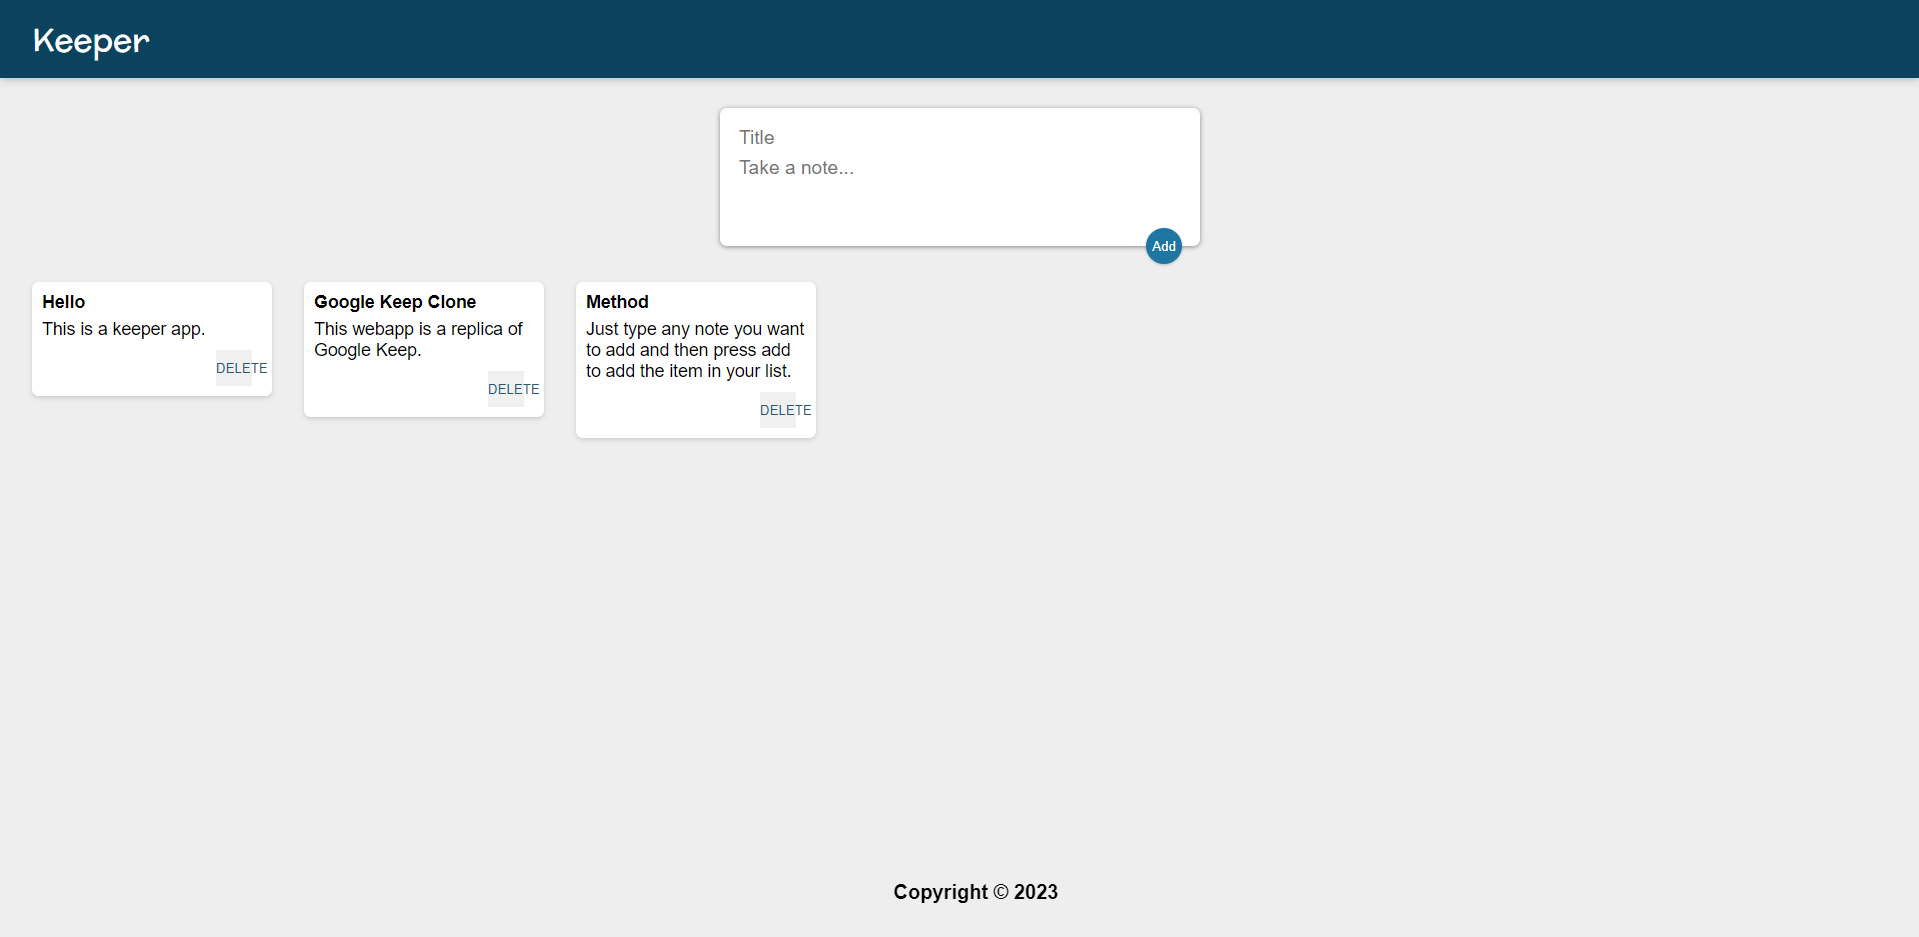 Keeper
Title
Take a note...
Add
Hello
This is a keeper app.
DELETE
Google Keep Clone
This webapp is a replica of
Google Keep.
DELETE
Method
Just type any note you want
to add and then press add
to add the item in your list.
DELETE
Copyright © 2023